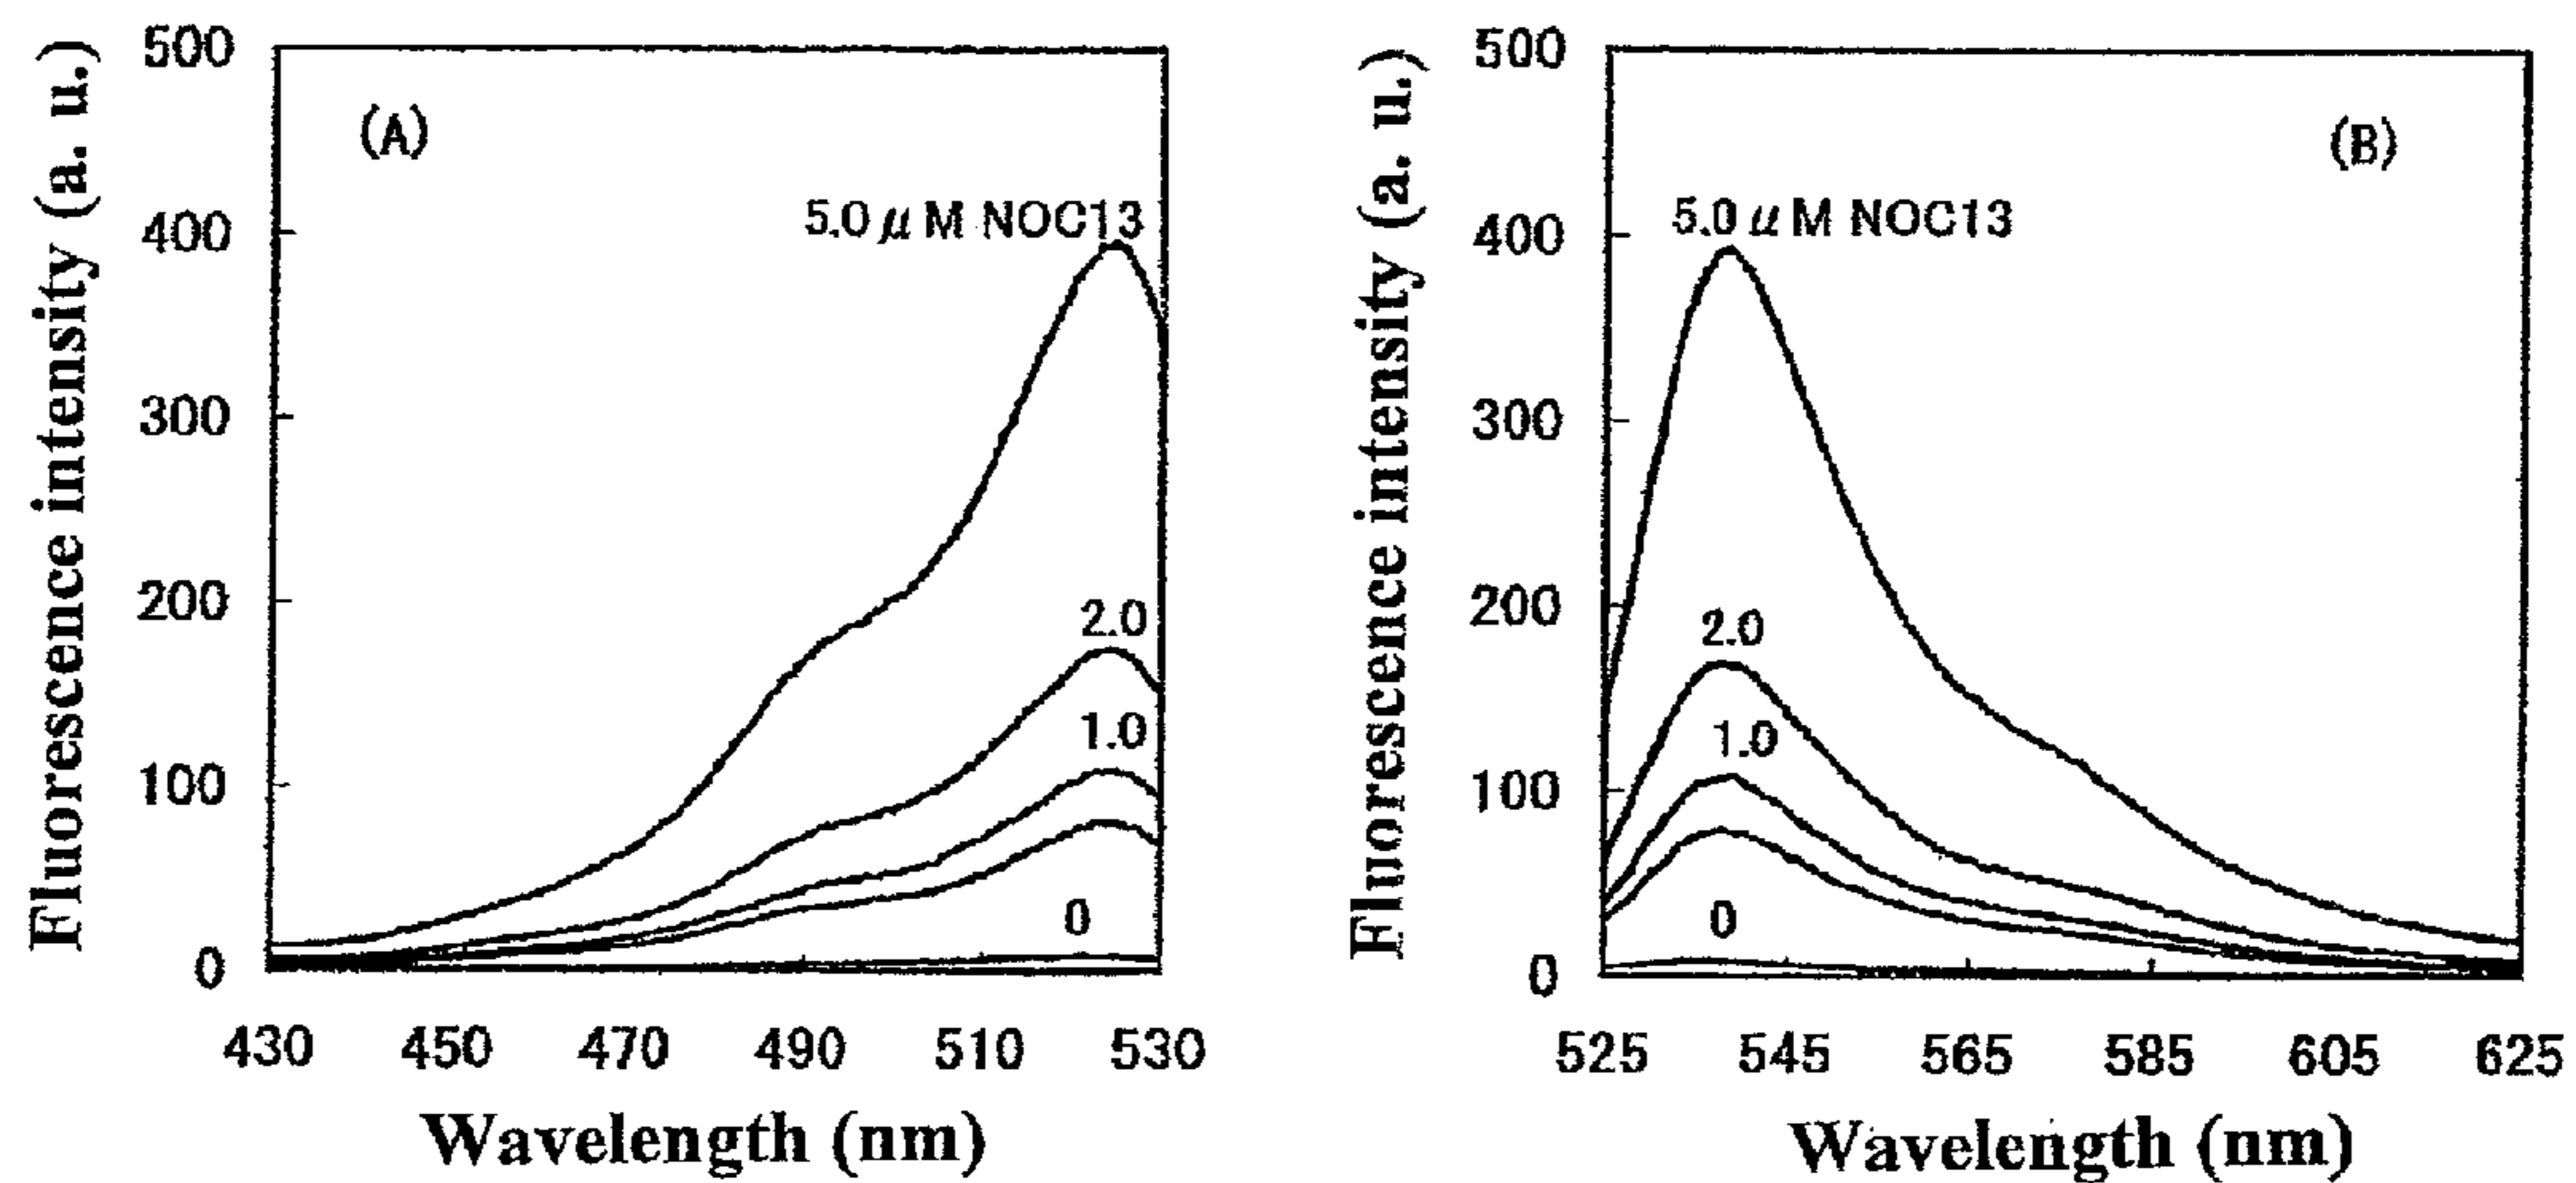 (A)
Fluorescence intensity (a. u.)
500
400
300
200
100
0
5.0 μ M NOC13
2.0
1.0
0
430 450 470 490 510 530
Wavelength (nm)
(B)
Fluorescence intensity (a. u.)
500
400
300
200
100
0
5.0 μ M NOC13
2.0
1.0
0
525 545 565 585 605 625
Wavelength (nm)